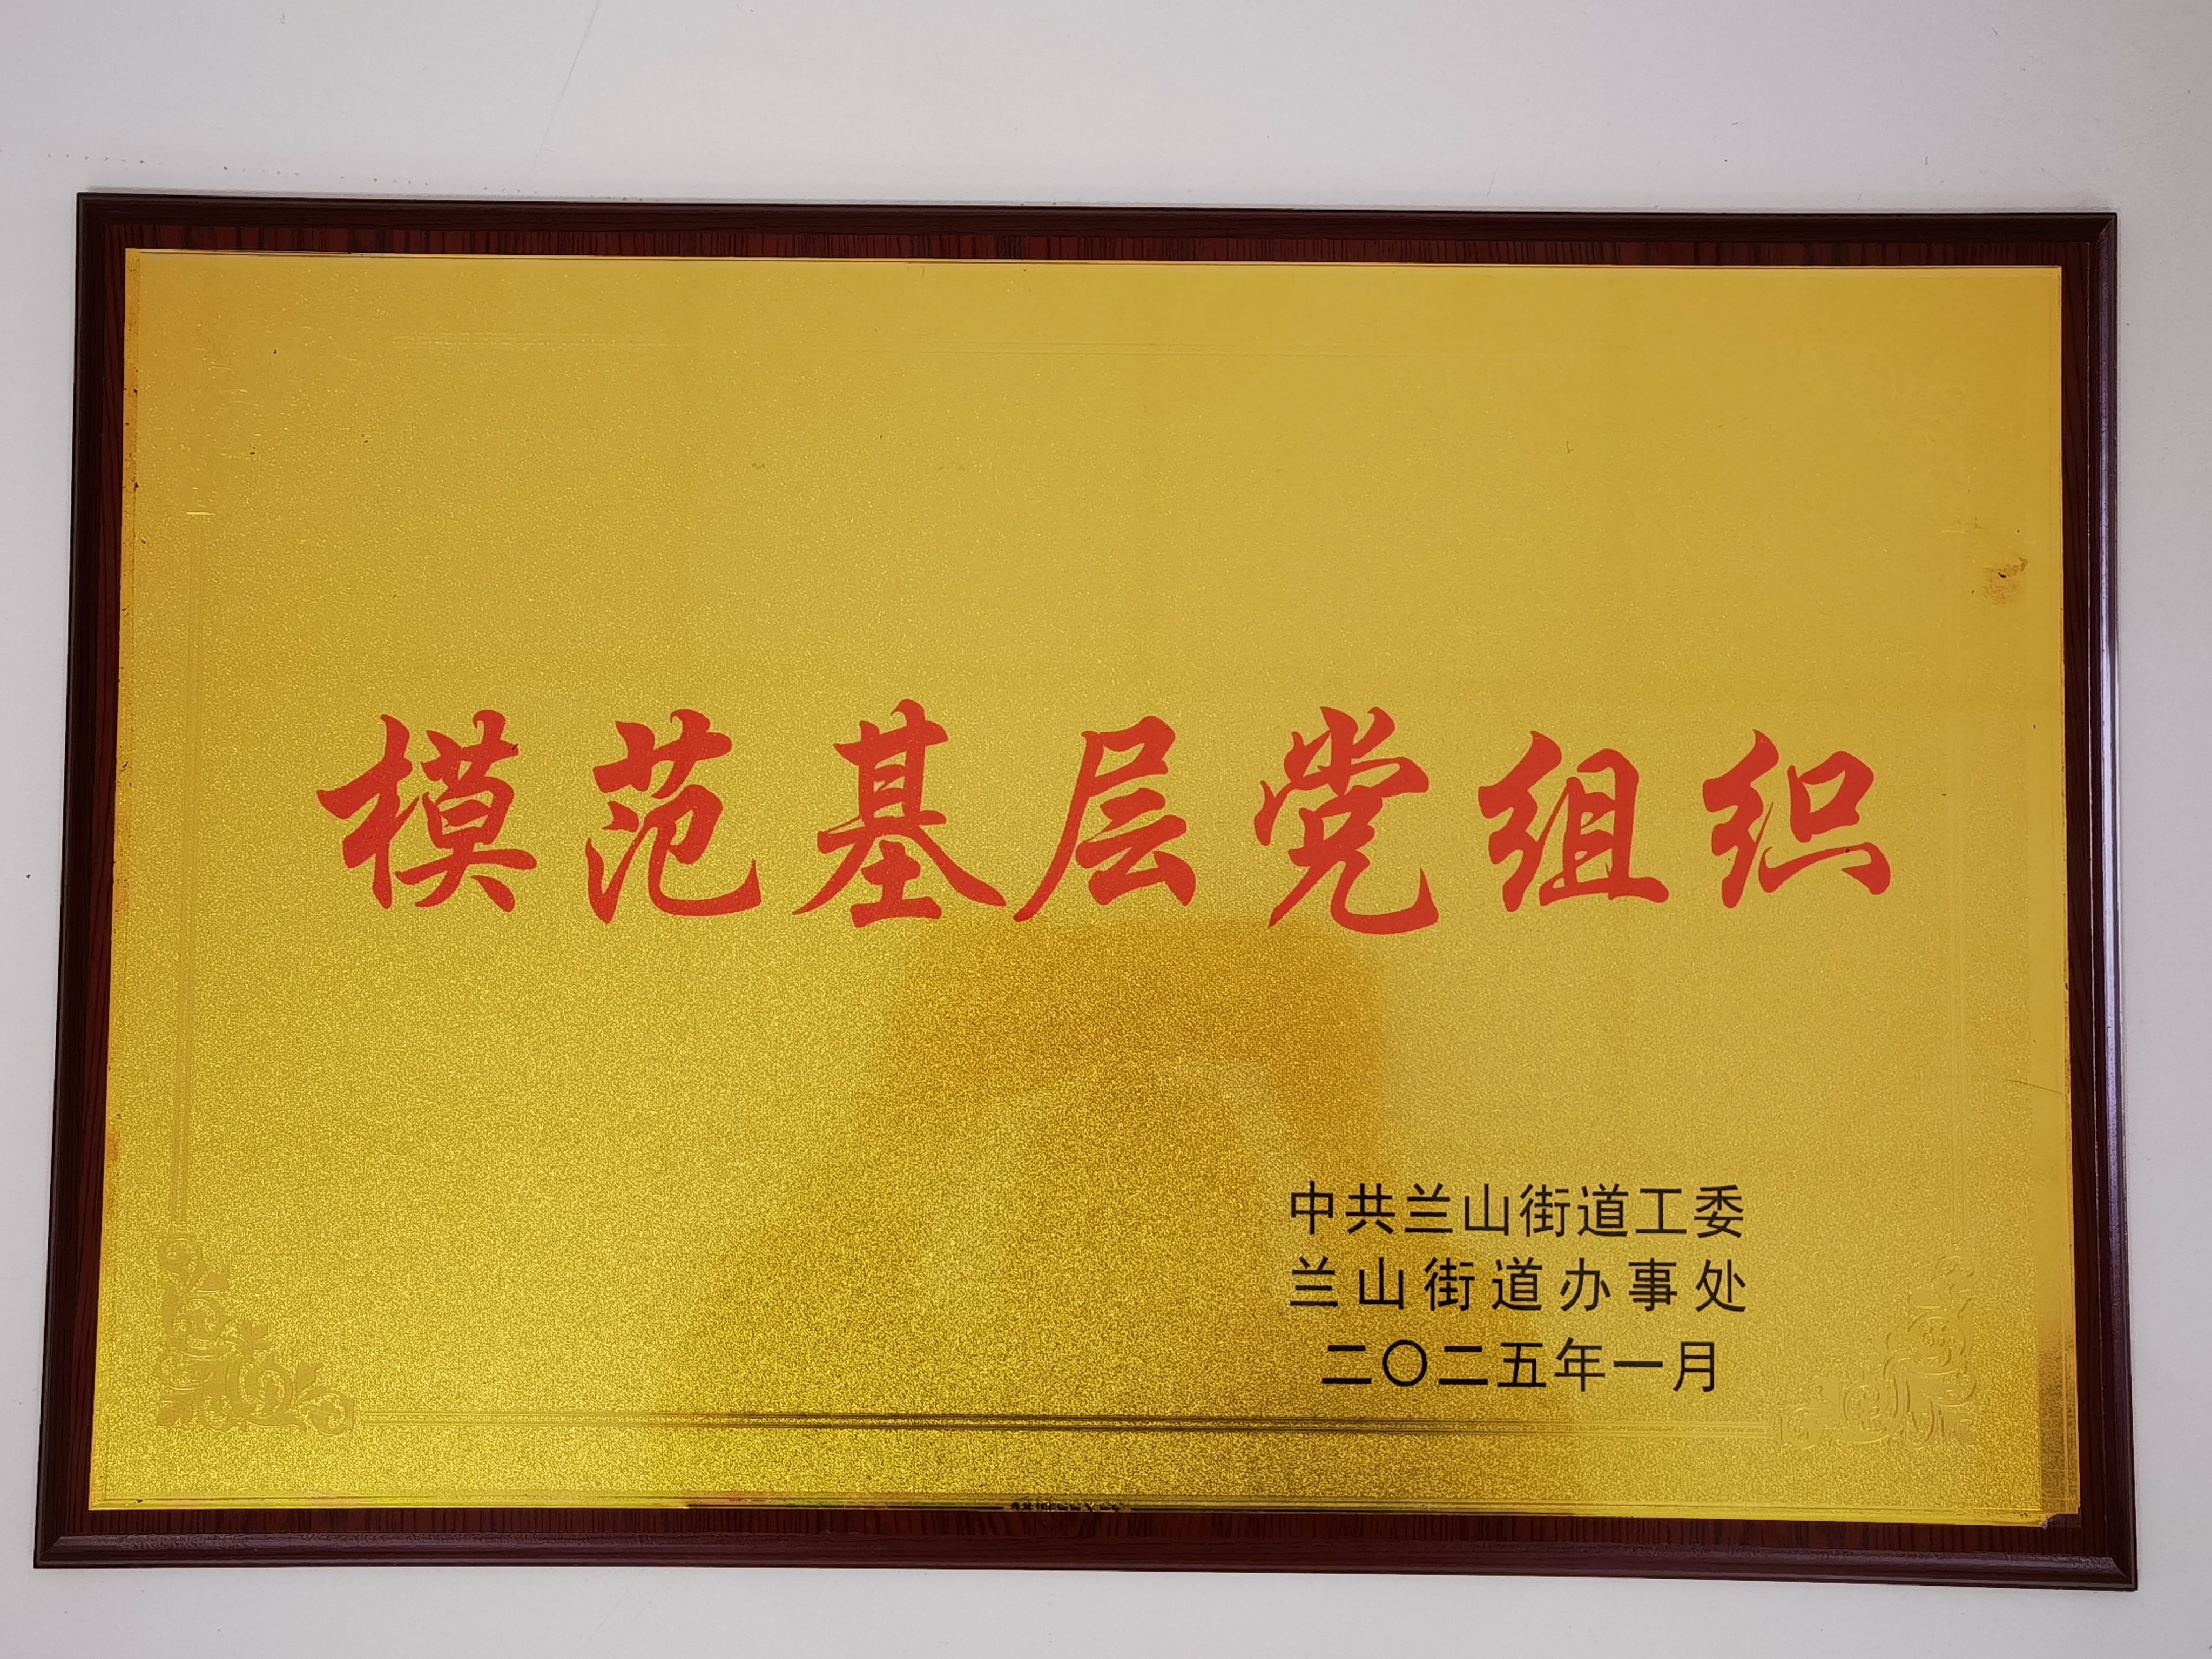 模范基层党组织
中共兰山街道工委
兰山街道办事处
二〇二五年一月